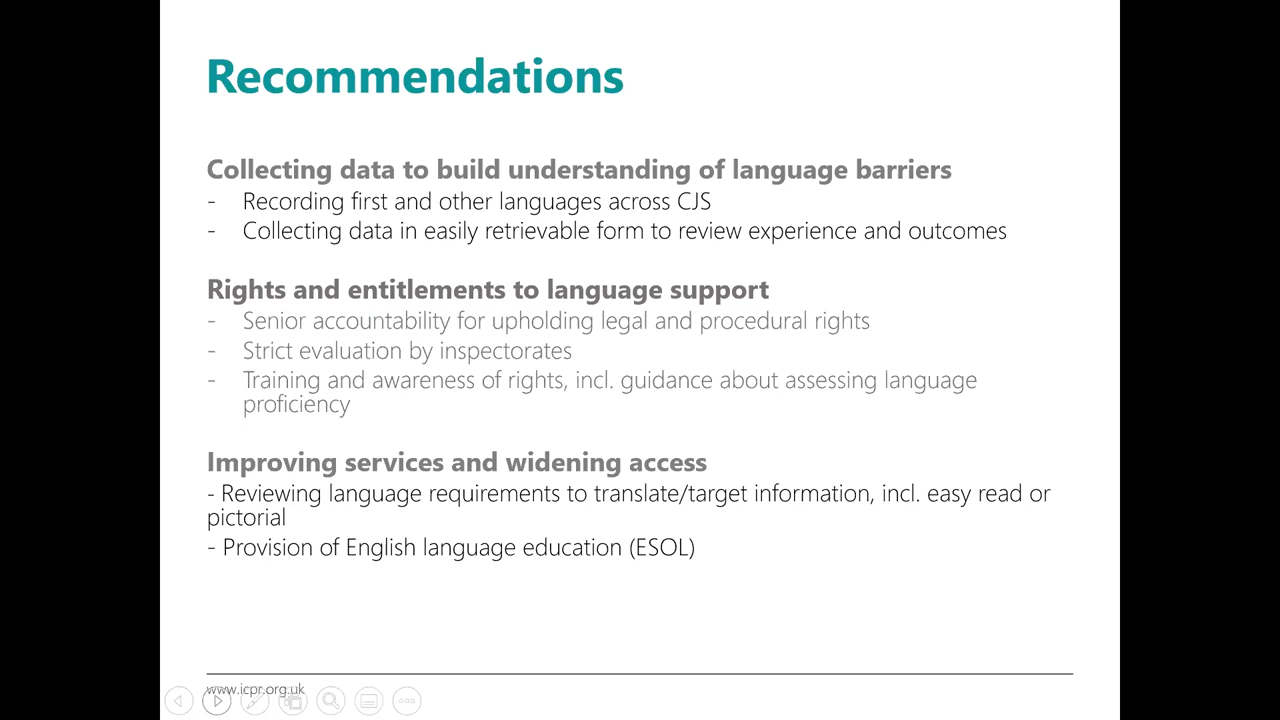 Recommendations
Collecting data to build understanding of language barriers
- Recording first and other languages across CJS
- Collecting data in easily retrievable form to review experience and outcomes
Rights and entitlements to language support
- Senior accountability for upholding legal and procedural rights
- Strict evaluation by inspectorates
- Training and awareness of rights, incl. guidance about assessing language
proficiency
Improving services and widening access
- Reviewing language requirements to translate/target information, incl. easy read or
pictorial
- Provision of English language education (ESOL)
www.icpr.org.uk